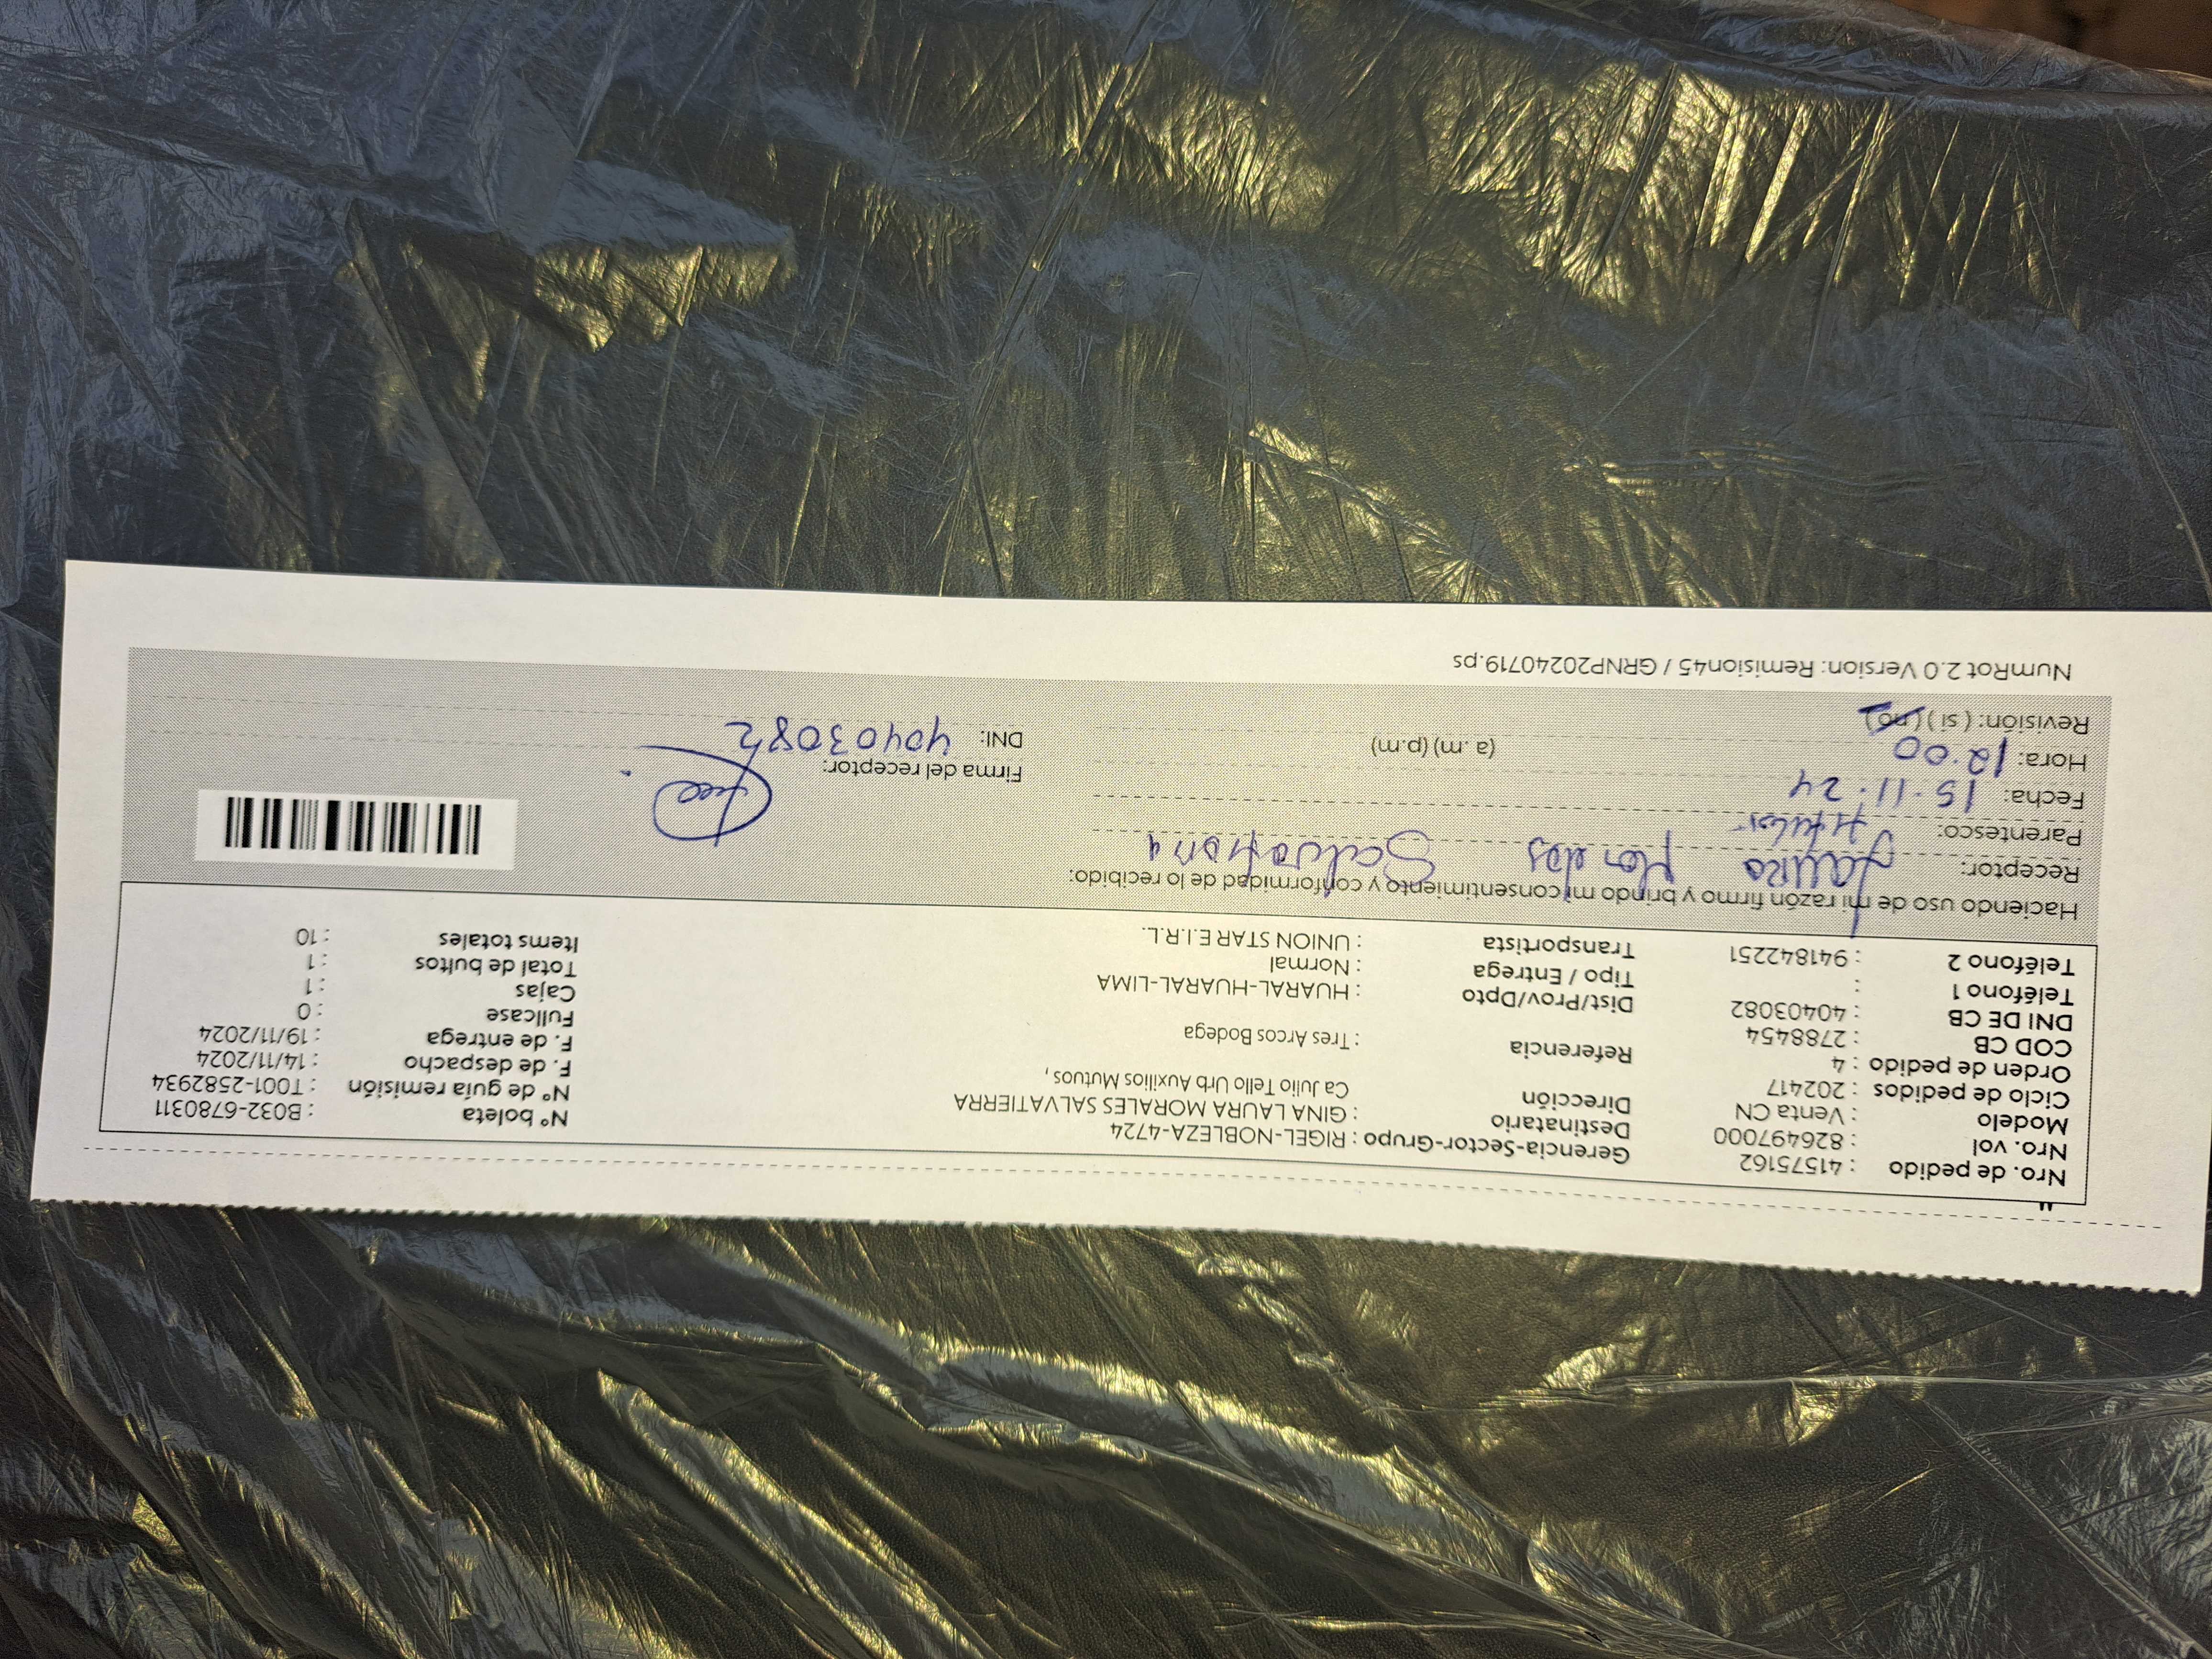 Nro. de pedido : 41575162 Gerencia-Sector-Grupo : RIGEL-NOBLEZA-4724 N° boleta : B032-6780311
Nro. vol : 826497000 Destinatario : GINA LAURA MORALES SALVATIERRA N° de guía remisión : T001-2582934
Modelo : Venta CN Dirección Ca Julio Tello Urb Auxilios Mutuos, F. de despacho : 14/11/2024
Ciclo de pedidos : 202417 F. de entrega : 19/11/2024
Orden de pedido : 4 Referencia : Tres Arcos Bodega Fullcase : 0
COD CB : 2788454 Cajas : 1
DNI DE CB : 40403082 Dist/Prov/Dpto : HUARAL-HUARAL-LIMA Total de bultos : 1
Teléfono 1 : Tipo / Entrega : Normal Items totales : 10
Teléfono 2 : 941842251 Transportista : UNION STAR E.I.R.L.
Haciendo uso de mi razón firmo y brindo mi consentimiento y conformidad de lo recibido:
Receptor: Laura Morales
Parentesco: titular
Fecha: 15-11-24 Firma del receptor:
Hora: 12:00 (a.m) (p.m) DNI: 40403082
Revisión: (si) (no)
NumRot 2.0 Version: Remision45 / GRNP20240719.ps